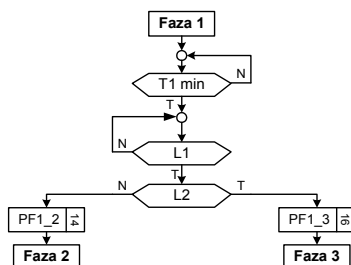 Faza 1
N
T1 min
T
N
L1
T
N
L2
T
PF1_2 14
PF1_3 16
Faza 2
Faza 3